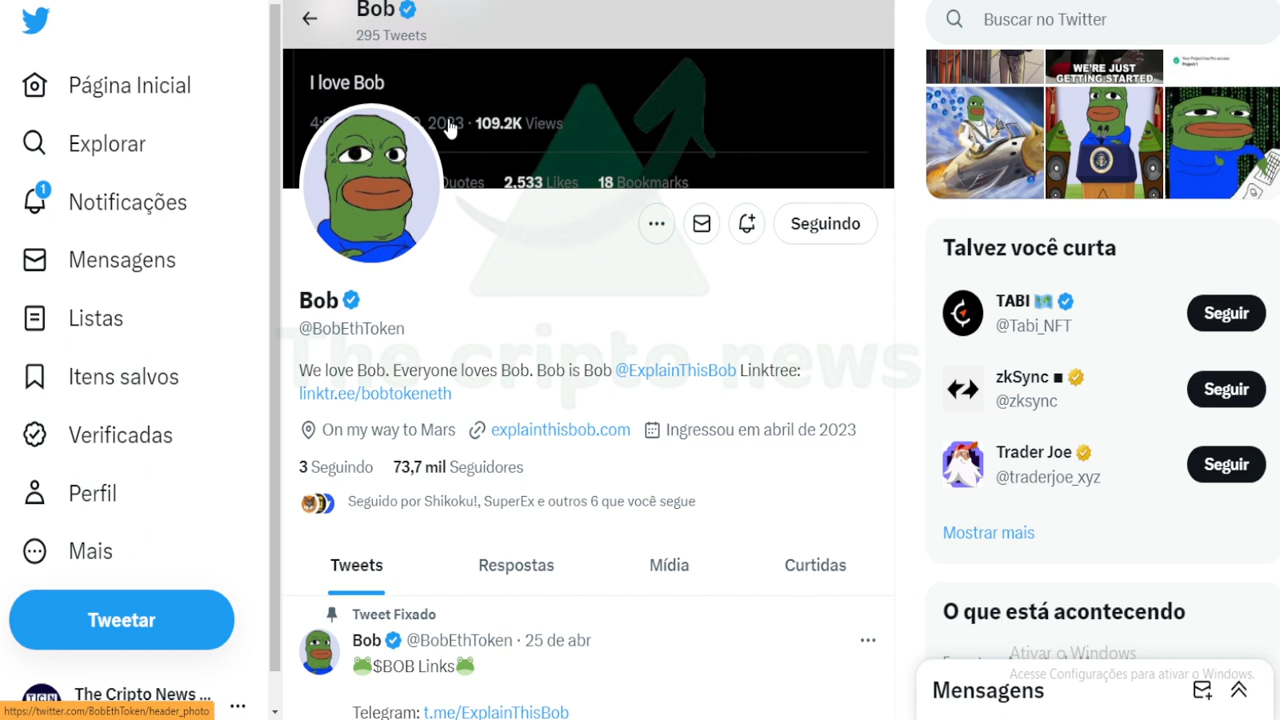 Página Inicial
Explorar
1
Notificações
Mensagens
Listas
Itens salvos
Verificadas
Perfil
Mais
Tweetar
The Cripto News ...
https://twitter.com/BobEthToken/header_photo
Bob
295 Tweets
I love Bob
2023 · 109.2K Views
Quotes 2,533 Likes 18 Bookmarks
Seguindo
Bob
@BobEthToken
The cripto news
We love Bob. Everyone loves Bob. Bob is Bob @ExplainThisBob Linktree:
linktr.ee/bobtokeneth
On my way to Mars explainthisbob.com Ingressou em abril de 2023
3 Seguindo 73,7 mil Seguidores
Seguido por Shikoku!, SuperEx e outros 6 que você segue
Tweets Respostas Mídia Curtidas
Tweet Fixado
Bob @BobEthToken · 25 de abr
🐸$BOB Links🐸
Telegram: t.me/ExplainThisBob
Buscar no Twitter
WE'RE JUST
GETTING STARTED
Talvez você curta
TABI
@Tabi_NFT
Seguir
zkSync
@zksync
Seguir
Trader Joe
@traderjoe_xyz
Seguir
Mostrar mais
O que está acontecendo
Ativar o Windows
Acesse Configurações para ativar o Windows.
Mensagens